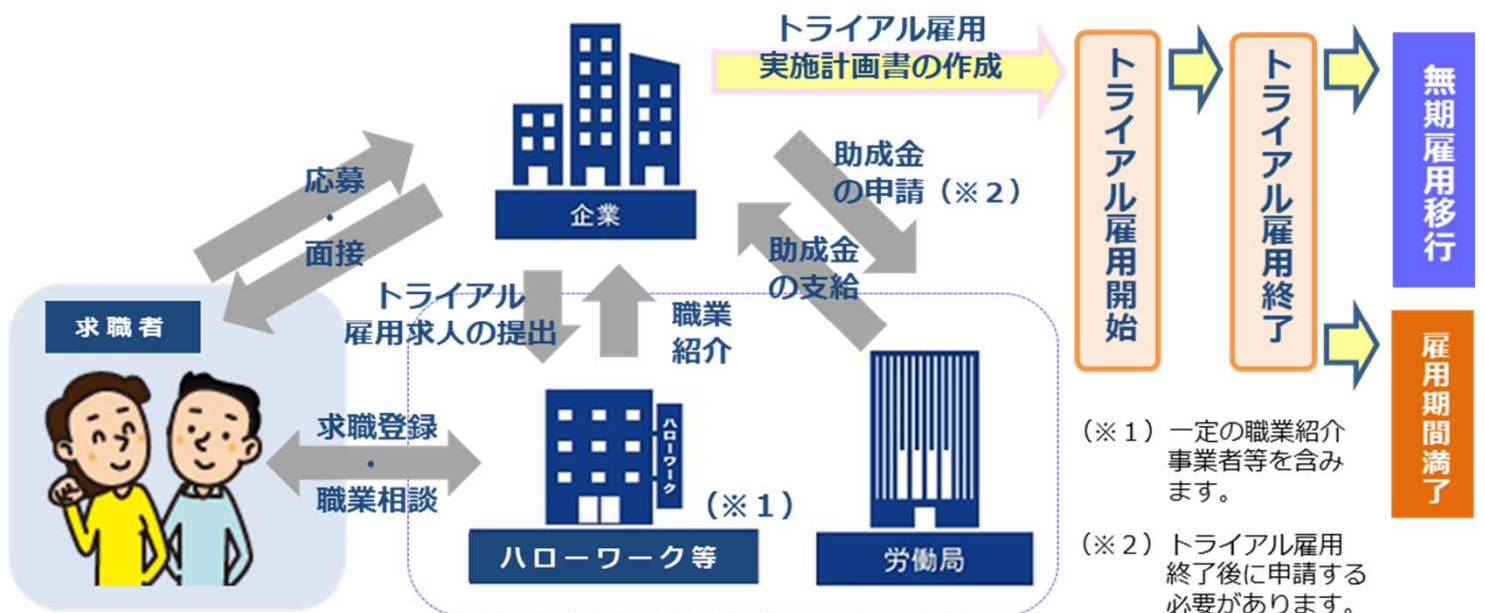 トライアル雇用
実施計画書の作成
企業
応募
・
面接
助成金
の申請（※２）
助成金
の支給
トライアル
雇用求人の提出
職業
紹介
求職者
求職登録
・
職業相談
ハローワーク
（※１）
ハローワーク等
労働局
トライアル雇用開始
トライアル雇用終了
無期雇用移行
雇用期間満了
（※１）一定の職業紹介
事業者等を含み
ます。
（※２）トライアル雇用
終了後に申請する
必要があります。